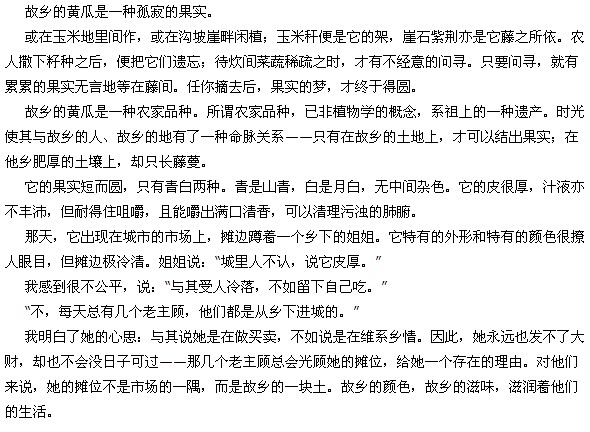 故乡的黄瓜是一种孤寂的果实。
或在玉米地里间作，或在沟坡崖畔闲植；玉米秆便是它的架，崖石紫荆亦是它藤之所依。农
人撒下籽种之后，便把它们遗忘；待炊间菜蔬稀疏之时，才有不经意的问寻。只要问寻，就有
累累的果实无言地等在藤间。任你摘去后，果实的梦，才终于得圆。
故乡的黄瓜是一种农家品种。所谓农家品种，已非植物学的概念，系祖上的一种遗产。时光
使其与故乡的人、故乡的地有了一种命脉关系——只有在故乡的土地上，才可以结出果实；在
他乡肥厚的土壤上，却只长藤蔓。
它的果实短而圆，只有青白两种。青是山青，白是月白，无中间杂色。它的皮很厚，汁液亦
不丰沛，但耐得住咀嚼，且能嚼出满口清香，可以清理污浊的肺腑。
那天，它出现在城市的市场上，摊边蹲着一个乡下的姐姐。它特有的外形和特有的颜色很撩
人眼目，但摊边极冷清。姐姐说：“城里人不认，说它皮厚。”
我感到很不公平，说：“与其受人冷落，不如留下自己吃。”
“不，每天总有几个老主顾，他们都是从乡下进城的。”
我明白了她的心思：与其说她是在做买卖，不如说是在维系乡情。因此，她永远也发不了大
财，却也不会没日子可过——那几个老主顾总会光顾她的摊位，给她一个存在的理由。对他们
来说，她的摊位不是市场的一隅，而是故乡的一块土。故乡的颜色，故乡的滋味，滋润着他们
的生活。